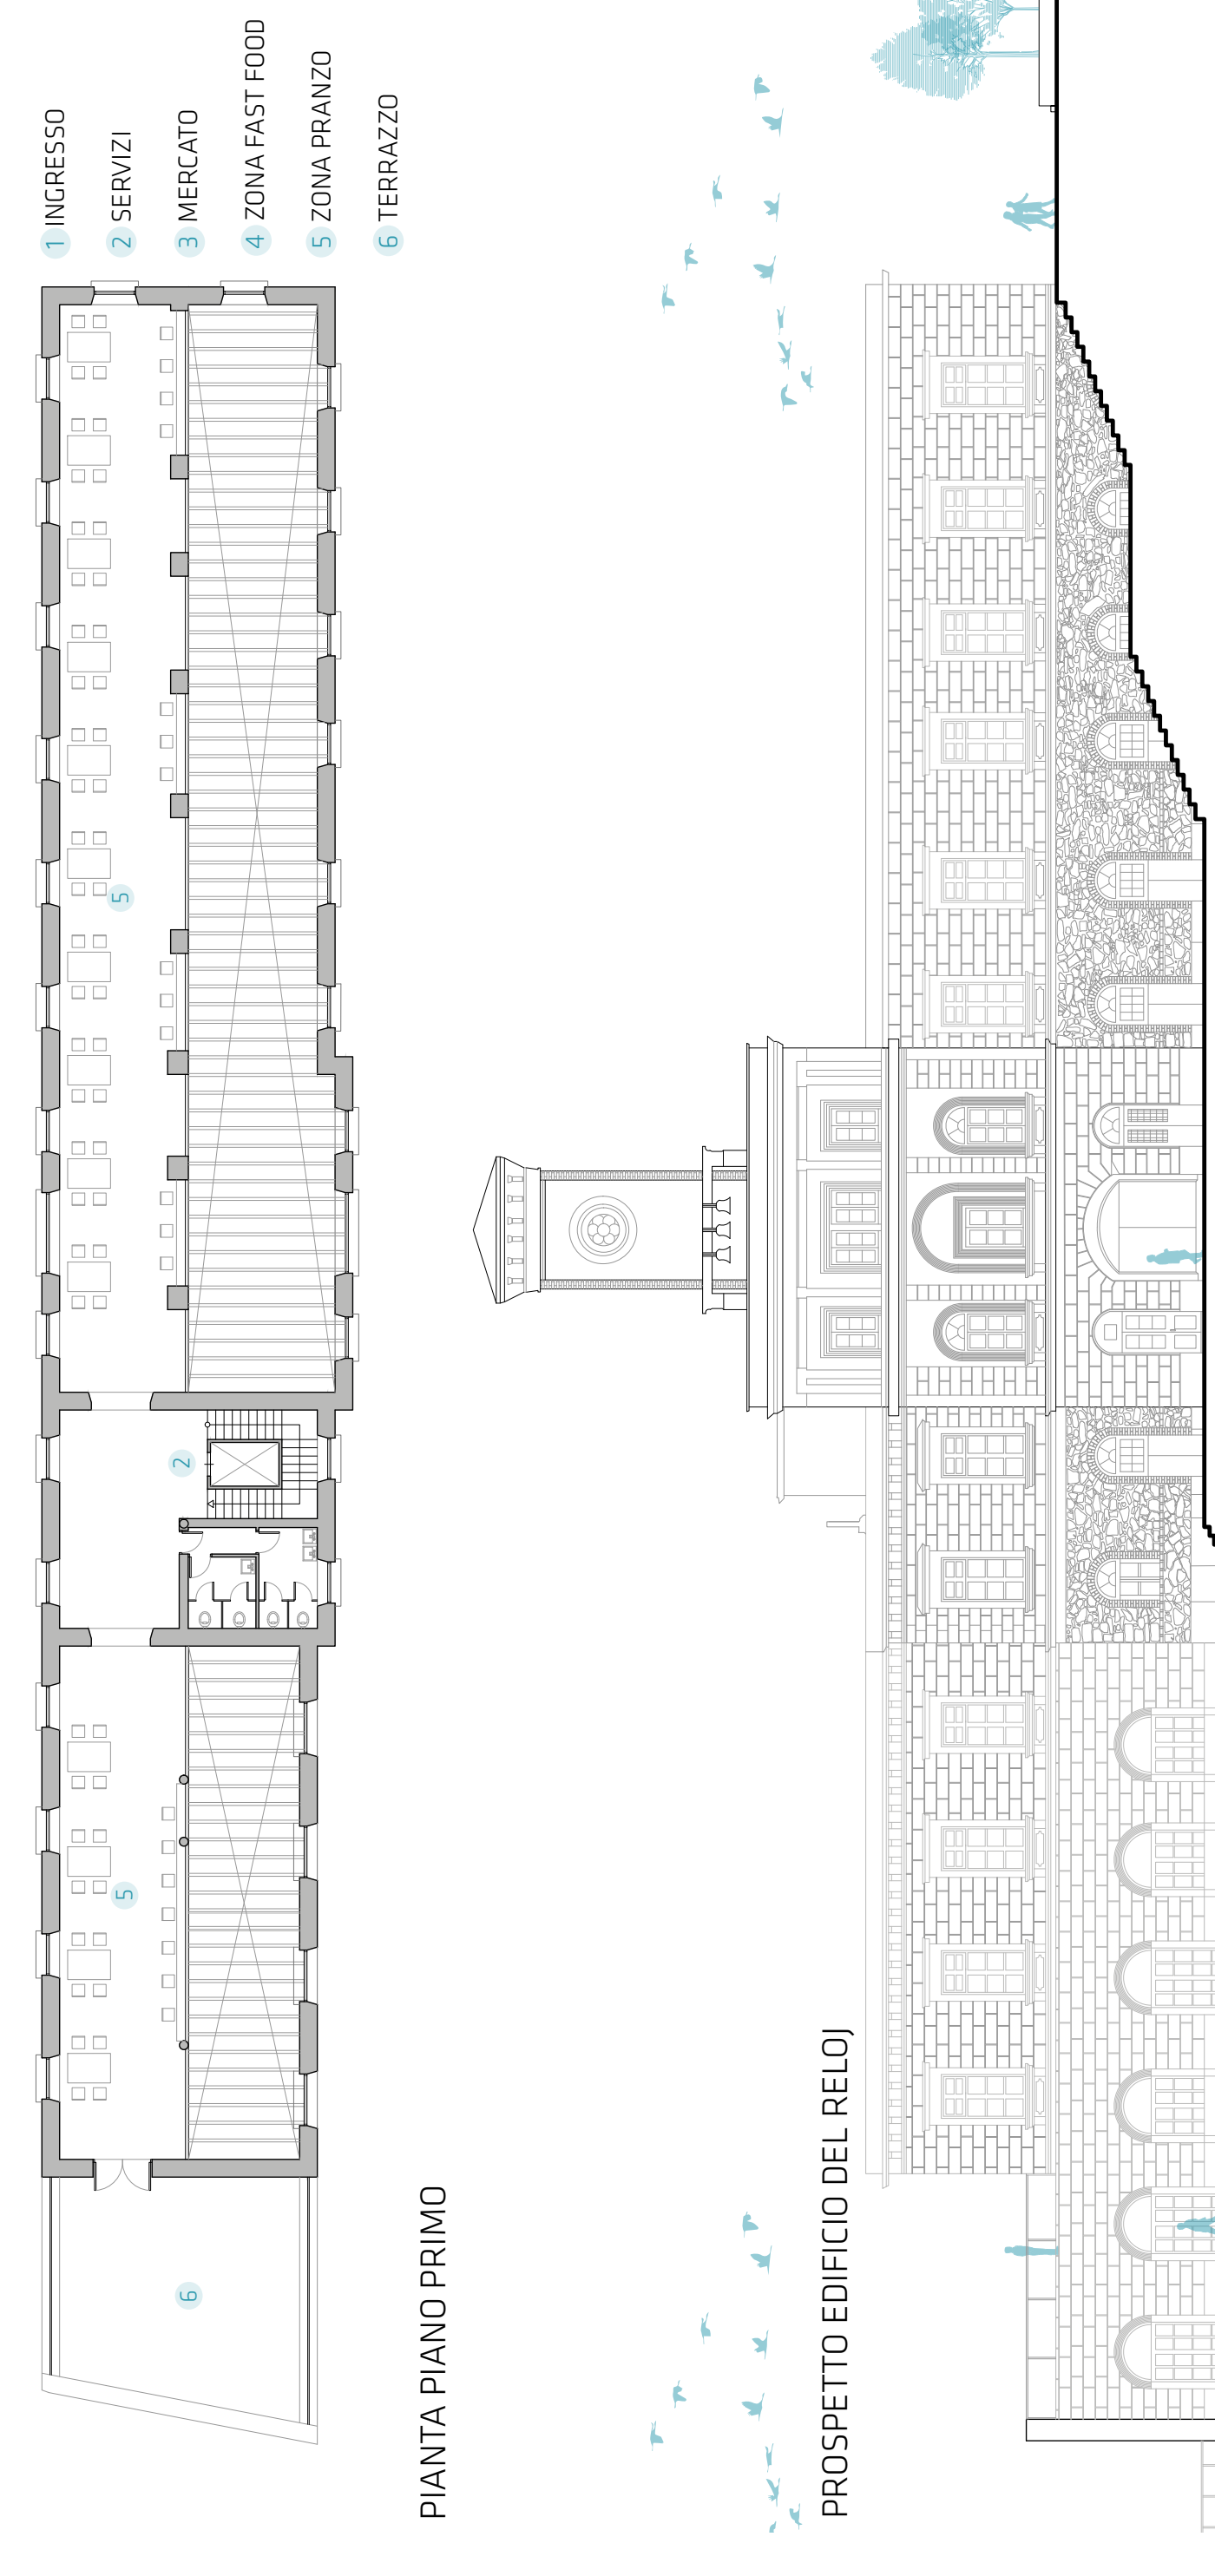 1 INGRESSO
2 SERVIZI
3 MERCATO
4 ZONA FAST FOOD
5 ZONA PRANZO
6 TERRAZZO
6
5
2
5
PIANTA PIANO PRIMO
PROSPETTO EDIFICIO DEL RELOJ